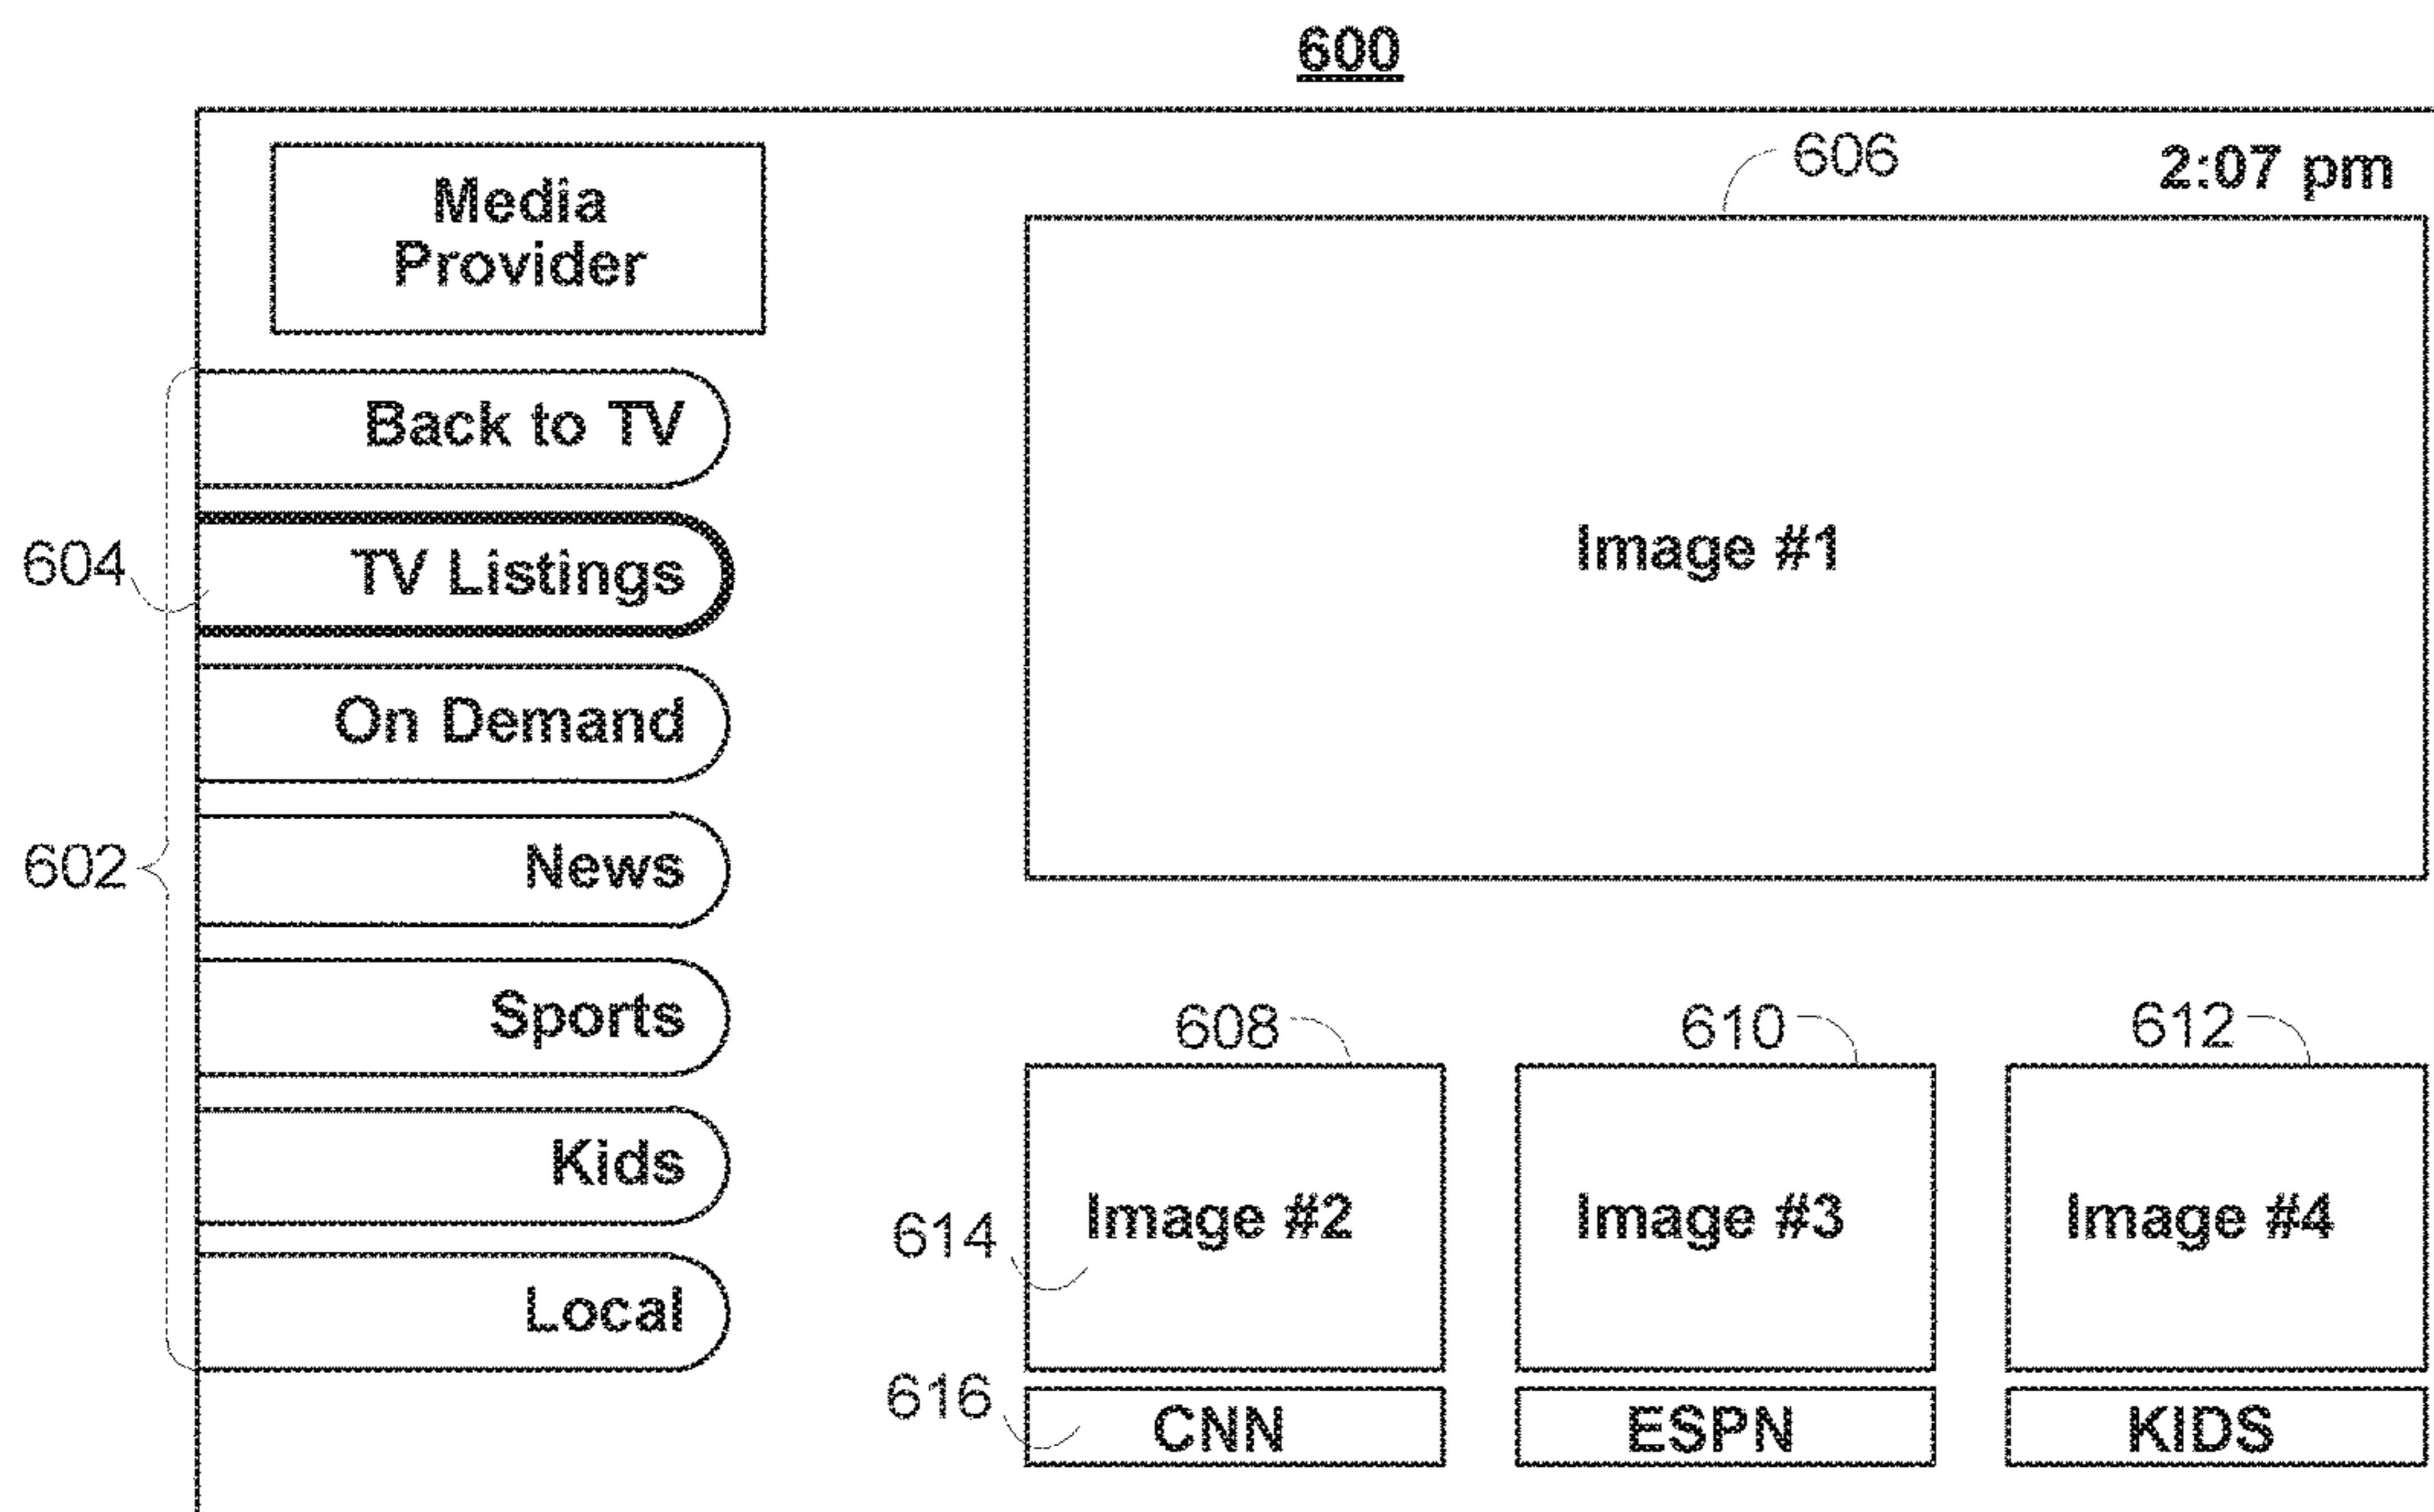 600
606
2:07 pm
Media
Provider
Back to TV
604
TV Listings
Image #1
On Demand
602
News
Sports
608
610
612
Kids
614
Image #2
Image #3
Image #4
Local
616
CNN
ESPN
KIDS